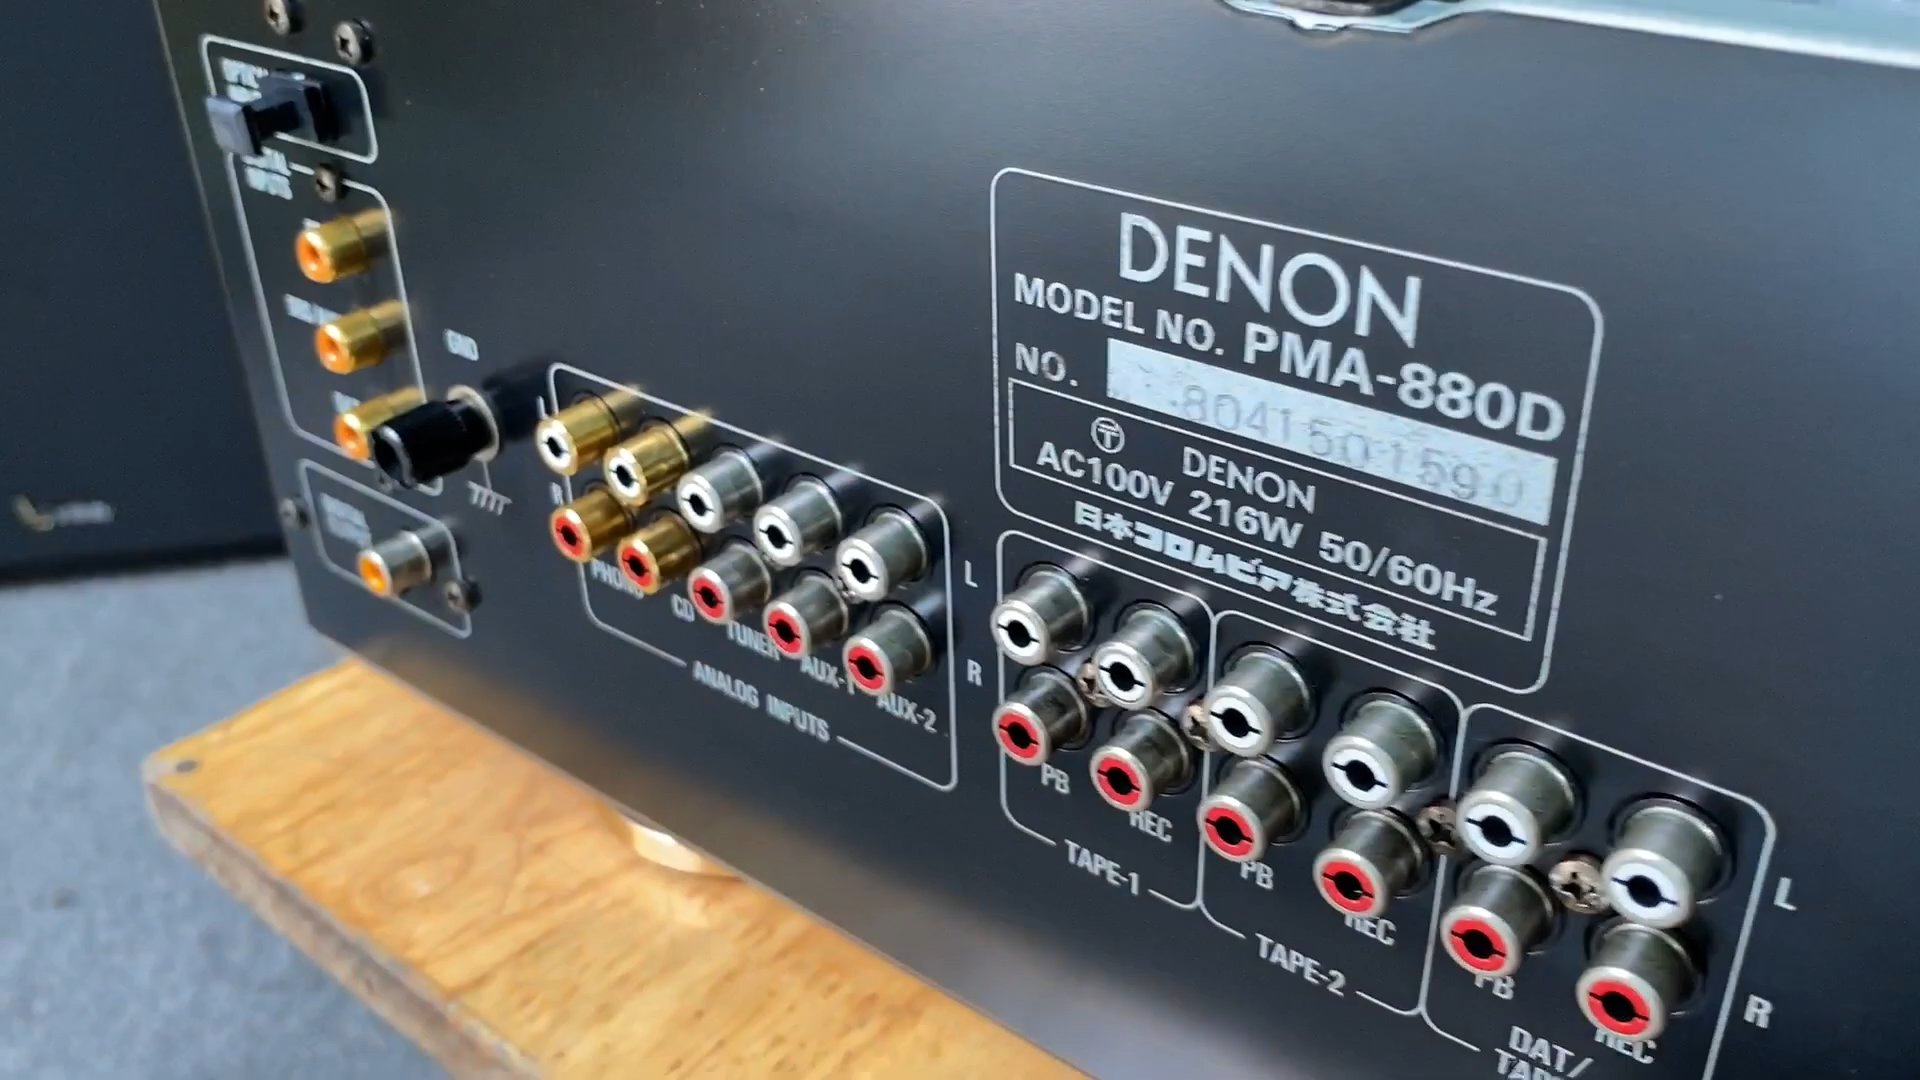 GND
L
R
PHONO
CD
TUNER
AUX-1
AUX-2
ANALOG INPUTS
L
R
DENON
MODEL NO. PMA-880D
NO. 8041501590
DENON
AC100V 216W 50/60Hz
日本コロムビア株式会社
PB
REC
TAPE-1
PB
REC
TAPE-2
PB
REC
DAT/
L
R